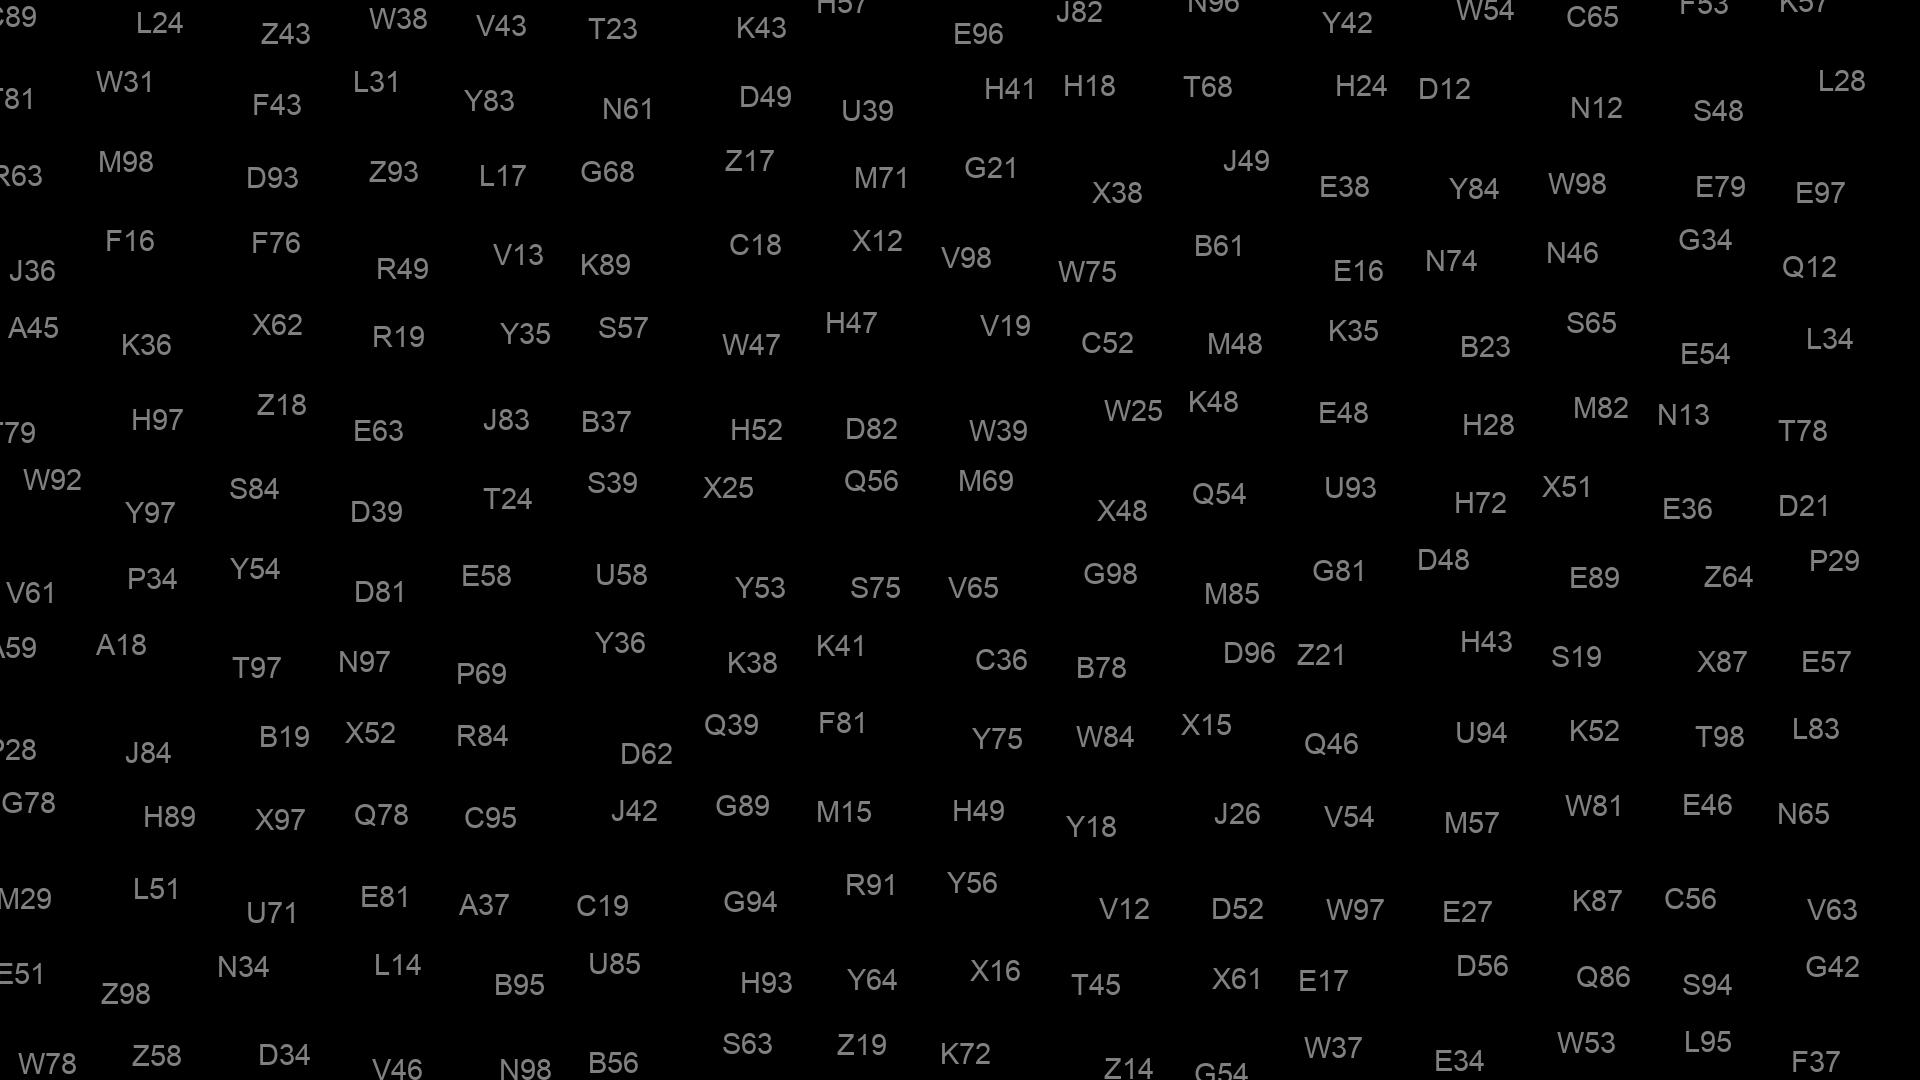 C89 L24 Z43 W38 V43 T23 K43 H57 E96 J82 N96 Y42 W54 C65 F53 K57
W31 F43 L31 Y83 N61 D49 U39 H41 H18 T68 H24 D12 N12 S48 L28
R63 M98 D93 Z93 L17 G68 Z17 M71 G21 X38 J49 E38 Y84 W98 E79 E97
J36 F16 F76 R49 V13 K89 C18 X12 V98 W75 B61 E16 N74 N46 G34 Q12
A45 K36 X62 R19 Y35 S57 W47 H47 V19 C52 M48 K35 B23 S65 E54 L34
H97 Z18 E63 J83 B37 H52 D82 W39 W25 K48 E48 H28 M82 N13 T78
W92 Y97 S84 D39 T24 S39 X25 Q56 M69 X48 Q54 U93 H72 X51 E36 D21
V61 P34 Y54 D81 E58 U58 Y53 S75 V65 G98 M85 G81 D48 E89 Z64 P29
A59 A18 T97 N97 P69 Y36 K38 K41 C36 B78 D96 Z21 H43 S19 X87 E57
P28 J84 B19 X52 R84 D62 Q39 F81 Y75 W84 X15 Q46 U94 K52 T98 L83
G78 H89 X97 Q78 C95 J42 G89 M15 H49 Y18 J26 V54 M57 W81 E46 N65
M29 L51 U71 E81 A37 C19 G94 R91 Y56 V12 D52 W97 E27 K87 C56 V63
E51 Z98 N34 L14 B95 U85 H93 Y64 X16 T45 X61 E17 D56 Q86 S94 G42
W78 Z58 D34 V46 N98 B56 S63 Z19 K72 Z14 G54 W37 E34 W53 L95 F37